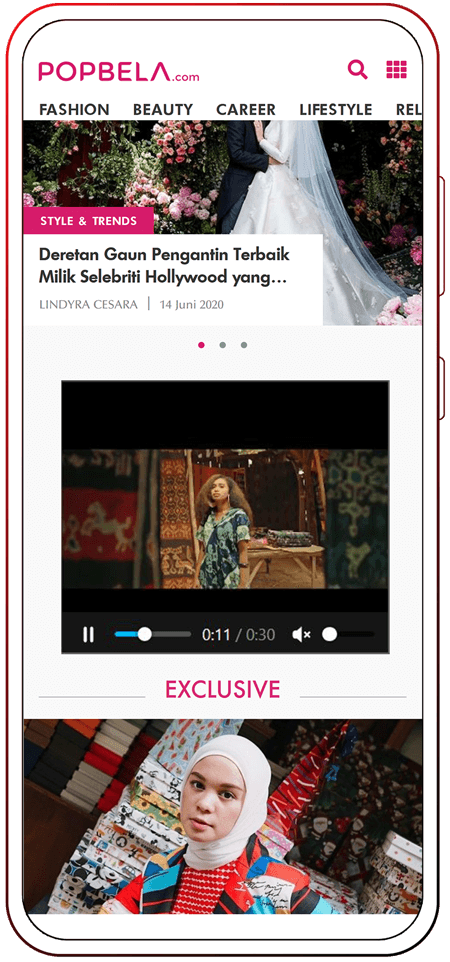 POPBELA.com
FASHION BEAUTY CAREER LIFESTYLE REL
STYLE & TRENDS
Deretan Gaun Pengantin Terbaik
Milik Selebriti Hollywood yang...
LINDYRA CESARA | 14 Juni 2020
0:11 / 0:30
EXCLUSIVE